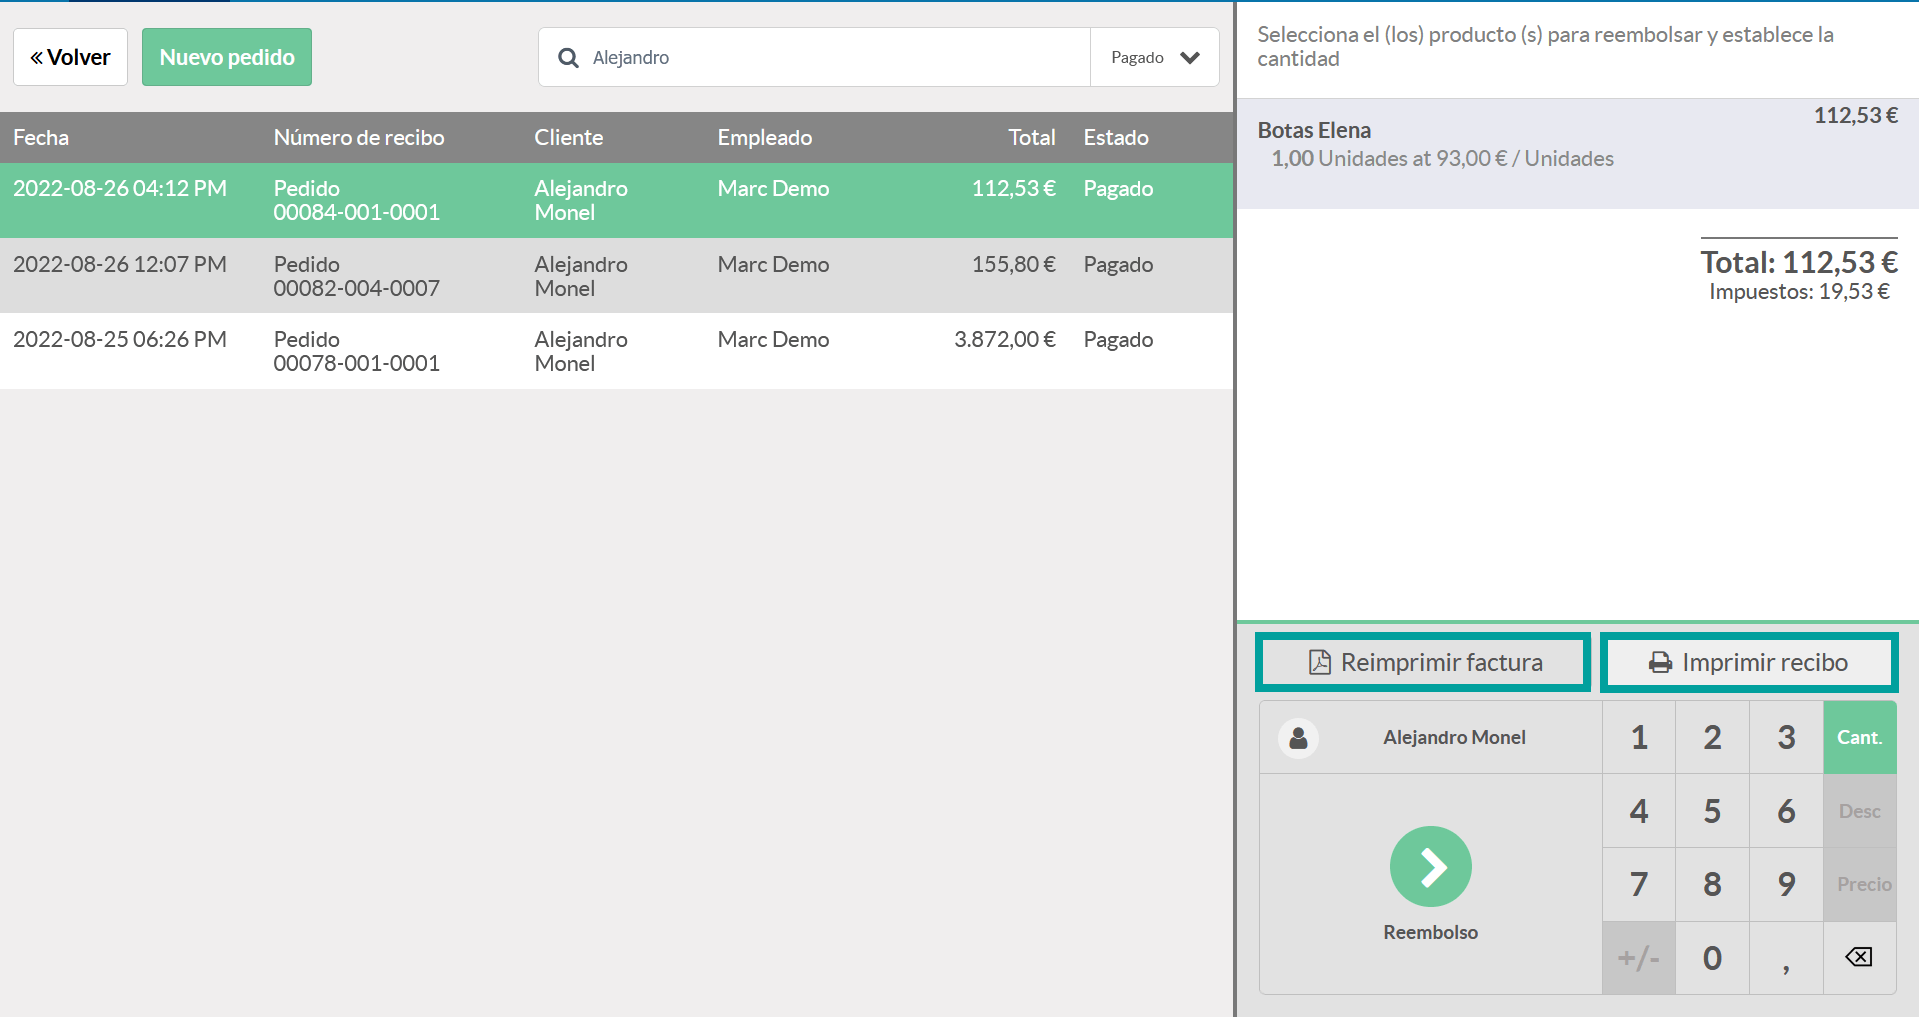 « Volver
Nuevo pedido
Alejandro
Pagado
Fecha Número de recibo Cliente Empleado Total Estado
2022-08-26 04:12 PM Pedido 00084-001-0001 Alejandro Monel Marc Demo 112,53 € Pagado
2022-08-26 12:07 PM Pedido 00082-004-0007 Alejandro Monel Marc Demo 155,80 € Pagado
2022-08-25 06:26 PM Pedido 00078-001-0001 Alejandro Monel Marc Demo 3.872,00 € Pagado
Selecciona el (los) producto (s) para reembolsar y establece la
cantidad
Botas Elena 112,53 €
1,00 Unidades at 93,00 € / Unidades
Total: 112,53 €
Impuestos: 19,53 €
Reimprimir factura
Imprimir recibo
Alejandro Monel
Reembolso
1 2 3 Cant.
4 5 6 Desc
7 8 9 Precio
+/- 0 ,